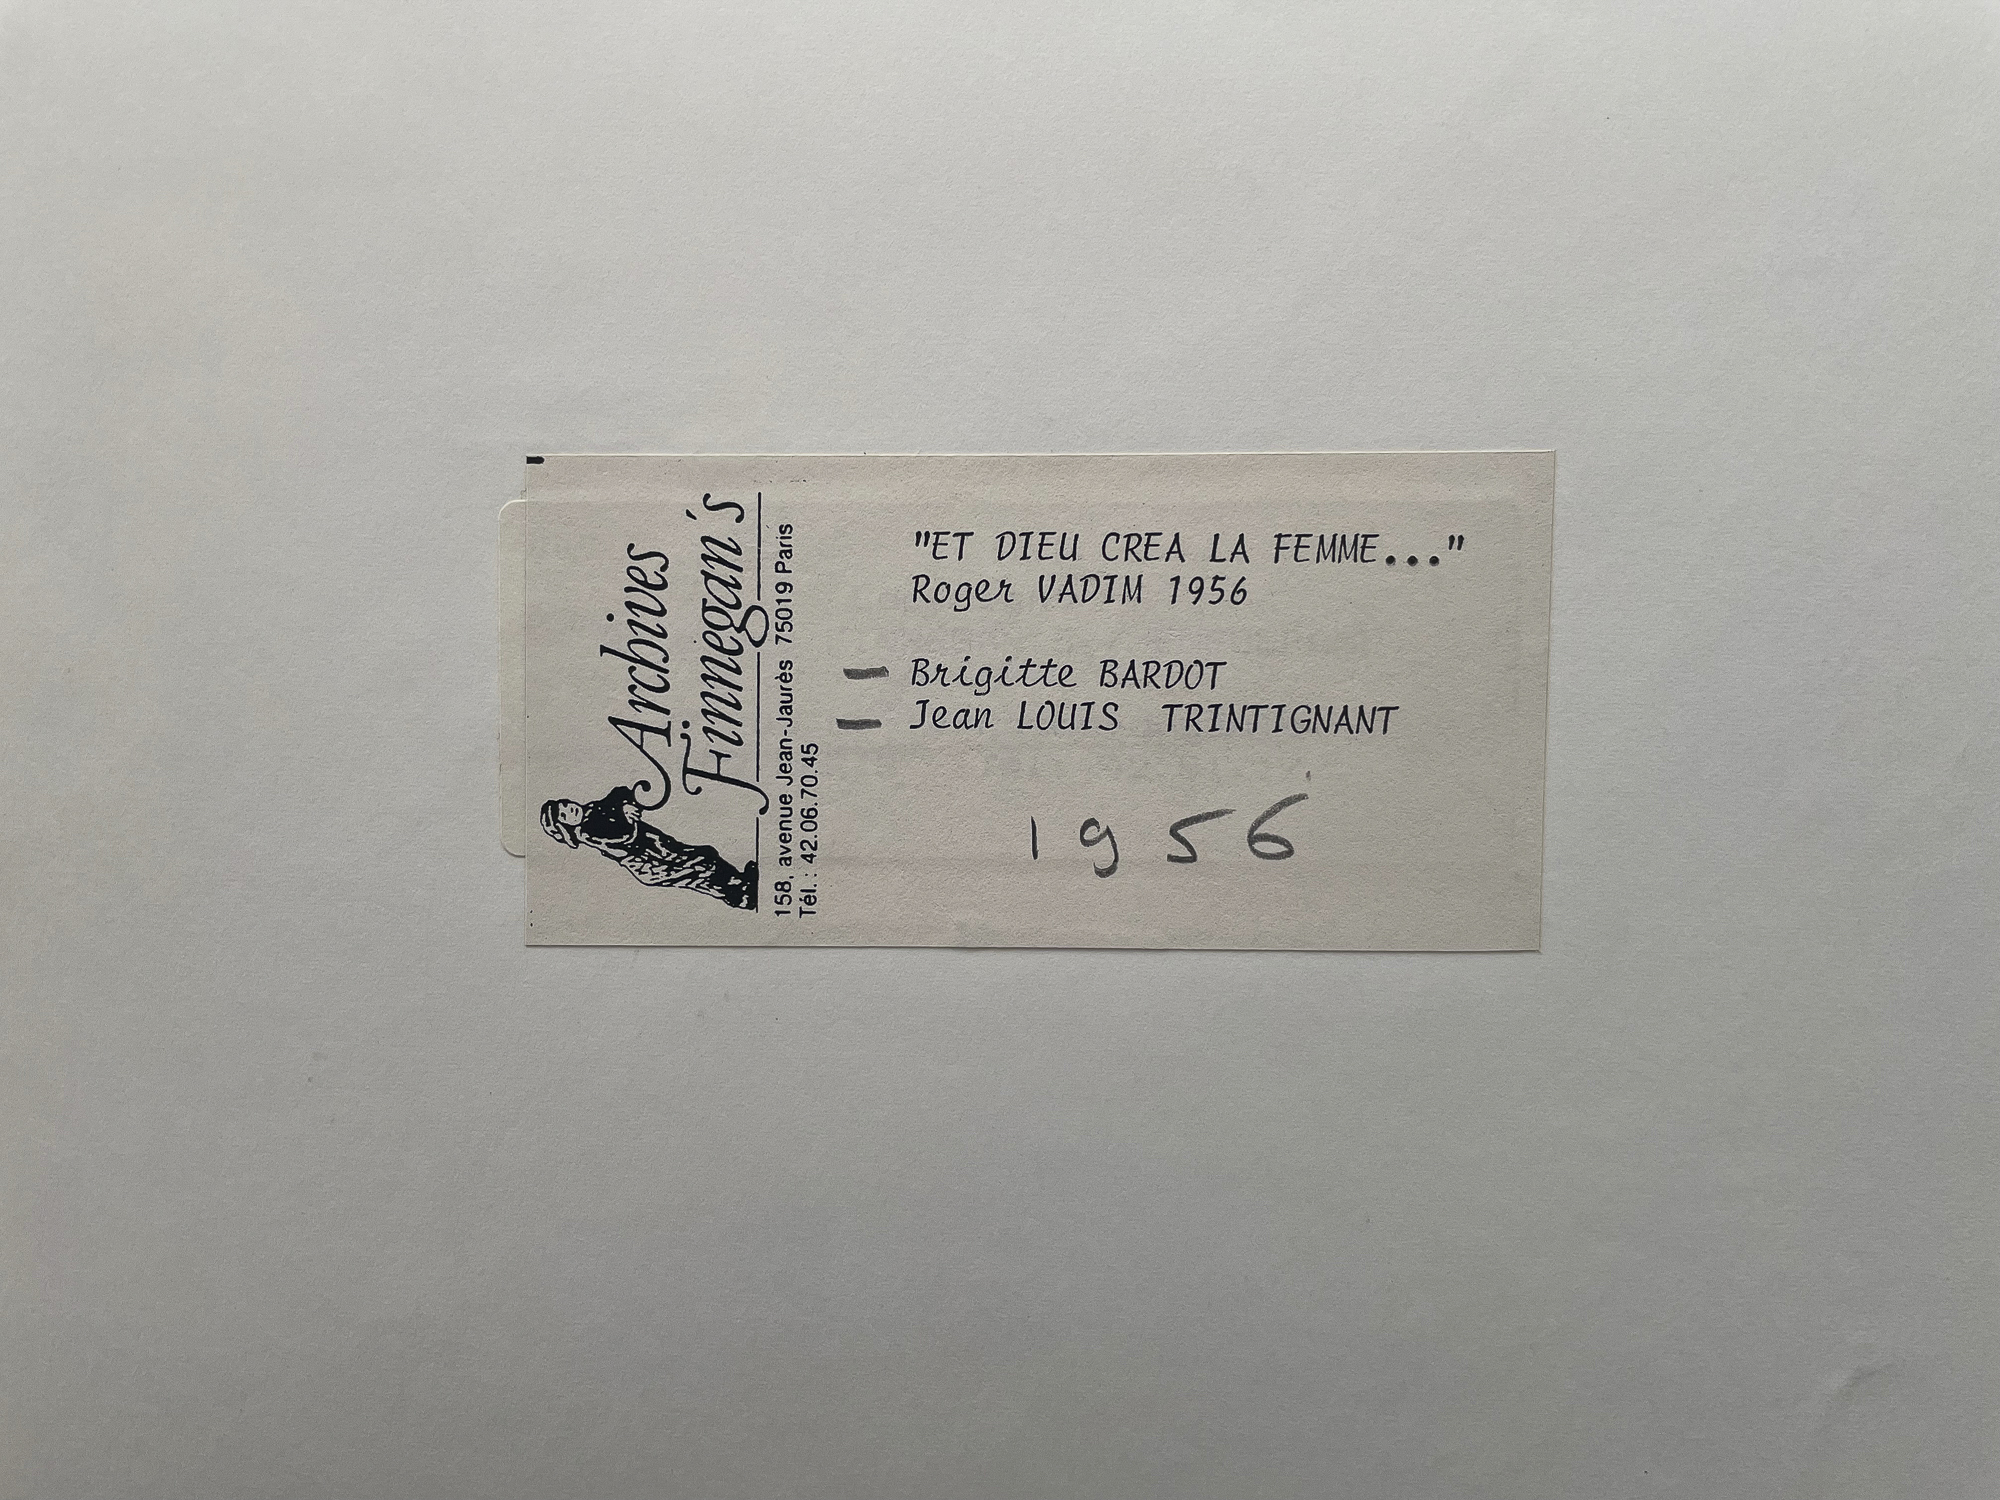 Archives
Finnegan's
158, avenue Jean-Jaurès 75019 Paris
Tél. : 42.06.70.45
"ET DIEU CREA LA FEMME..."
Roger VADIM 1956
— Brigitte BARDOT
— Jean LOUIS TRINTIGNANT
1956